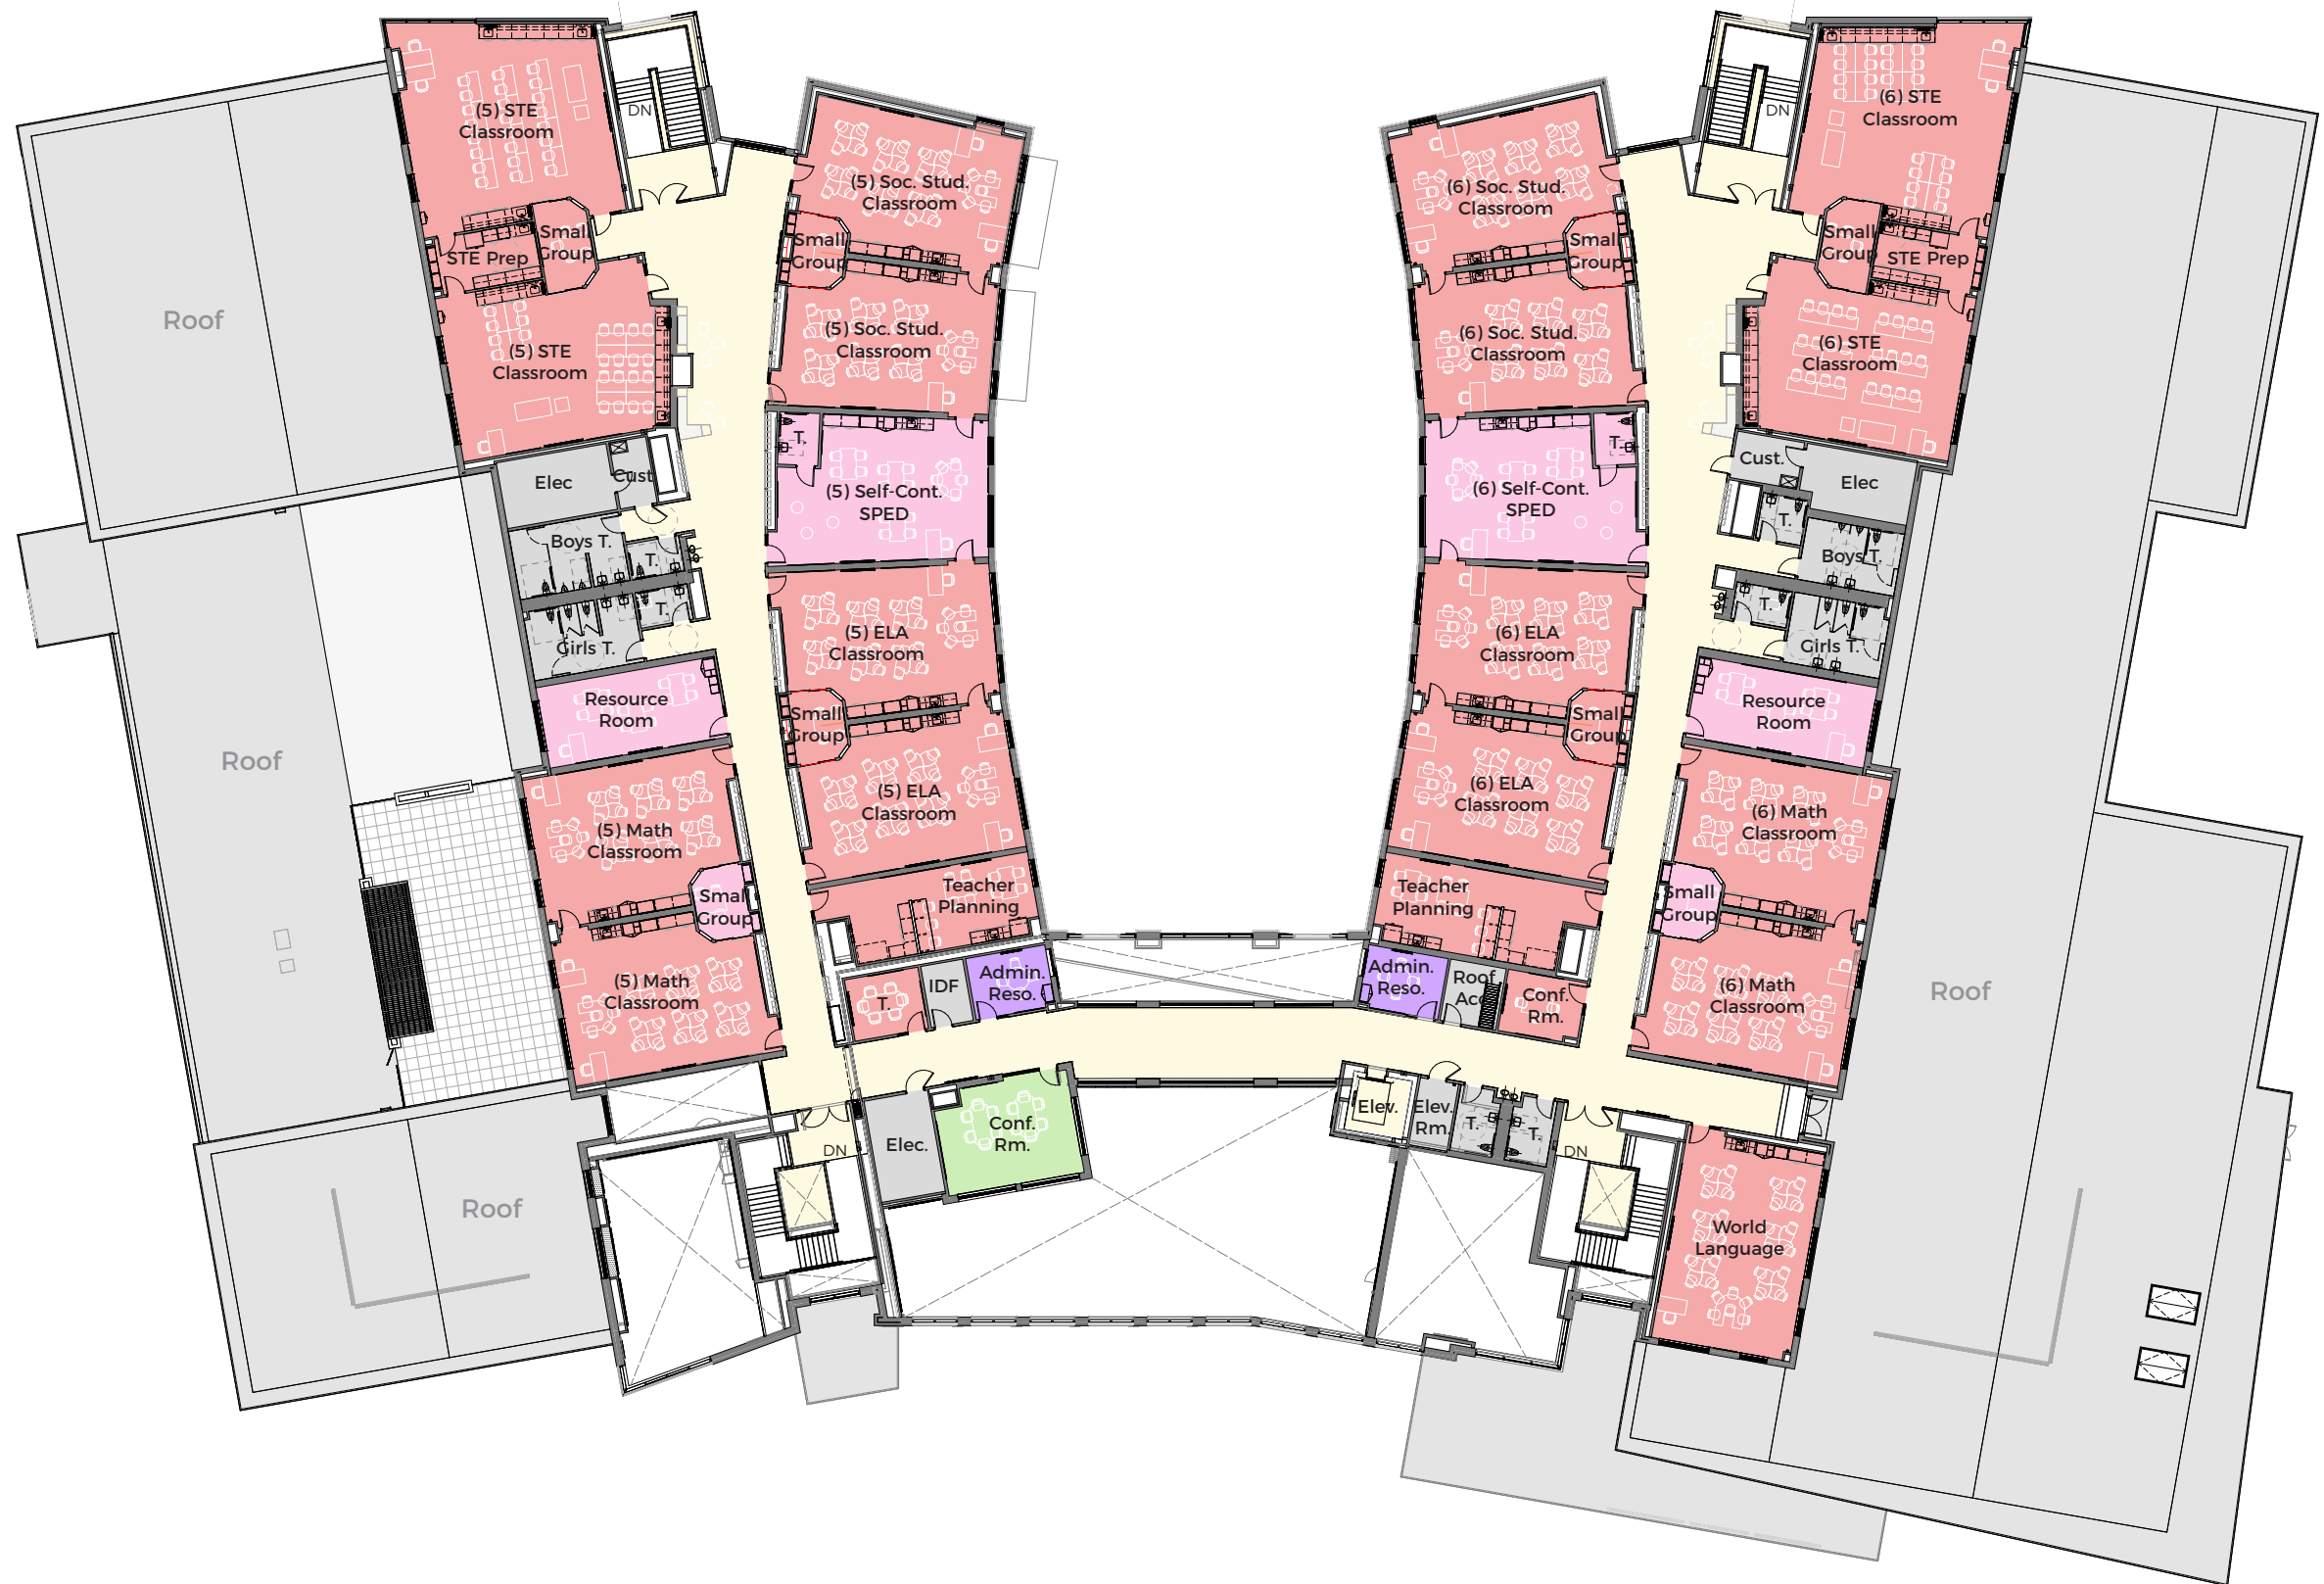 (5) STE
Classroom
DN
(5) Soc. Stud.
Classroom
Small
Group
STE Prep
Small
Group
Roof
(5) STE
Classroom
(5) Soc. Stud.
Classroom
T.
Elec
Cust.
(5) Self-Cont.
SPED
Boys T.
T.
T.
Girls T.
(5) ELA
Classroom
Resource
Room
Small
Group
Roof
(5) Math
Classroom
(5) ELA
Classroom
Small
Group
Teacher
Planning
(5) Math
Classroom
T.
IDF
Admin.
Reso.
DN
Elec.
Conf.
Rm.
Roof
(6) STE
Classroom
DN
(6) Soc. Stud.
Classroom
Small
Group
Small
Group
STE Prep
(6) Soc. Stud.
Classroom
(6) STE
Classroom
T.
Cust.
Elec
(6) Self-Cont.
SPED
T.
Boys T.
T.
Girls T.
(6) ELA
Classroom
Resource
Room
Small
Group
(6) ELA
Classroom
(6) Math
Classroom
Teacher
Planning
Small
Group
Admin.
Reso.
Roof
Acc
Conf.
Rm.
(6) Math
Classroom
Roof
Elev.
Elev.
Rm.
T.
T.
DN
World
Language